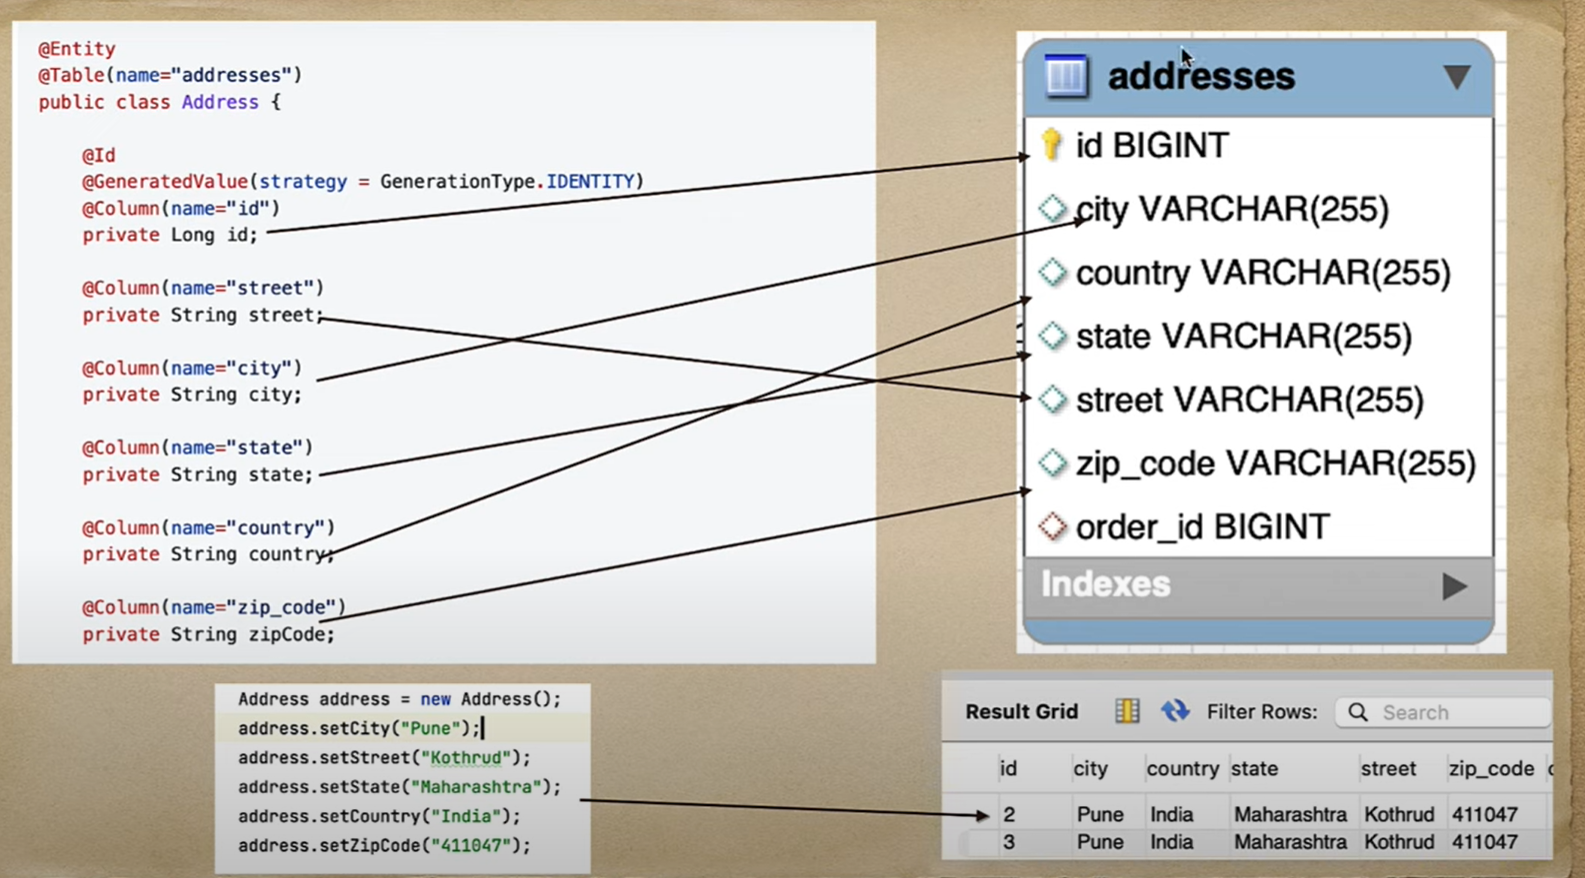 @Entity
@Table(name="addresses")
public class Address {
@Id
@GeneratedValue(strategy = GenerationType.IDENTITY)
@Column(name="id")
private Long id;
@Column(name="street")
private String street;
@Column(name="city")
private String city;
@Column(name="state")
private String state;
@Column(name="country")
private String country;
@Column(name="zip_code")
private String zipCode;
addresses
id BIGINT
city VARCHAR(255)
country VARCHAR(255)
state VARCHAR(255)
street VARCHAR(255)
zip_code VARCHAR(255)
order_id BIGINT
Indexes
Address address = new Address();
address.setCity("Pune");
address.setStreet("Kothrud");
address.setState("Maharashtra");
address.setCountry("India");
address.setZipCode("411047");
Result Grid Filter Rows: Search
id city country state street zip_code
2 Pune India Maharashtra Kothrud 411047
3 Pune India Maharashtra Kothrud 411047